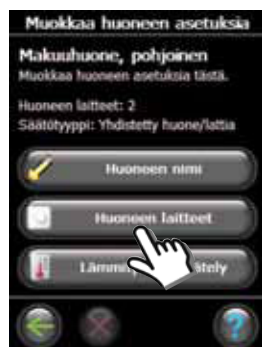 Muokkaa huoneen asetuksia
Makuuhuone, pohjoinen
Muokkaa huoneen asetuksia tästä.
Huoneen laitteet: 2
Säätötyyppi: Yhdistetty huone/lattia
Huoneen nimi
Huoneen laitteet
?